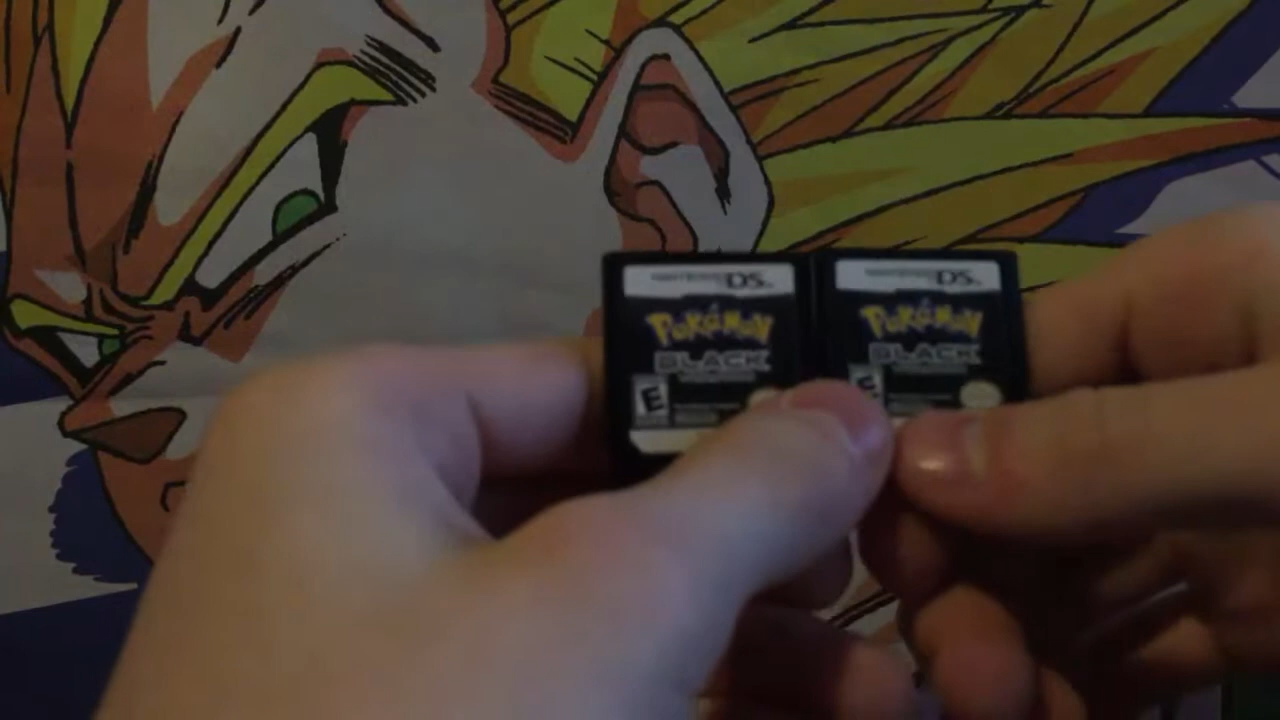 NINTENDO DS
POKÉMON
BLACK
E
NINTENDO DS
POKÉMON
BLACK
E